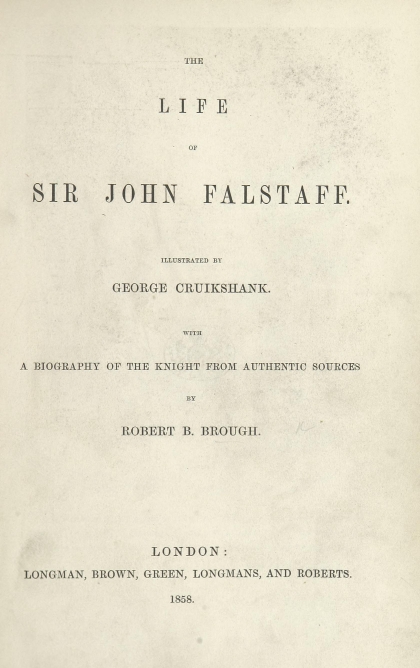 THE
LIFE
OF
SIR JOHN FALSTAFF.
ILLUSTRATED BY
GEORGE CRUIKSHANK.
WITH
A BIOGRAPHY OF THE KNIGHT FROM AUTHENTIC SOURCES
BY
ROBERT B. BROUGH.
LONDON:
LONGMAN, BROWN, GREEN, LONGMANS, AND ROBERTS.
1858.